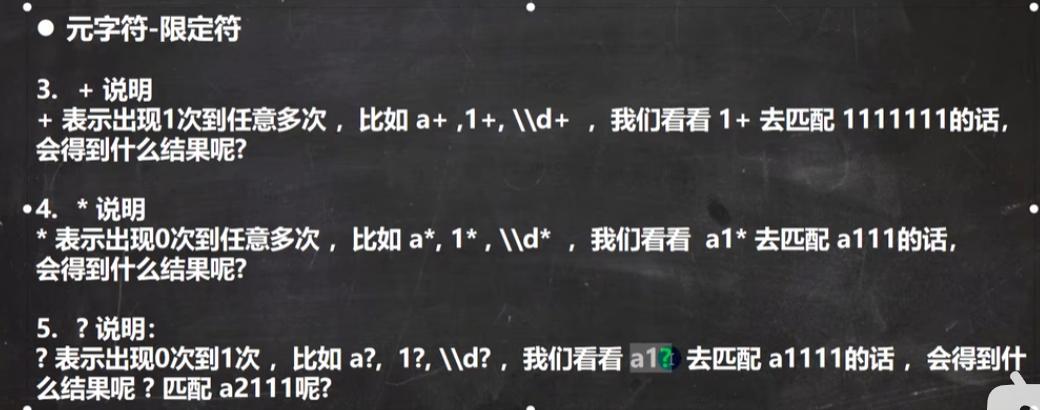 ● 元字符-限定符
3. + 说明
+ 表示出现1次到任意多次 ，比如 a+ ,1+, \\d+ ，我们看看 1+ 去匹配 1111111的话,
会得到什么结果呢?
4. * 说明
* 表示出现0次到任意多次 ，比如 a*, 1* , \\d* ，我们看看 a1* 去匹配 a111的话,
会得到什么结果呢?
5. ? 说明：
? 表示出现0次到1次 ，比如 a?, 1?, \\d? ，我们看看 a1? 去匹配 a1111的话 ，会得到什
么结果呢 ? 匹配 a2111呢?